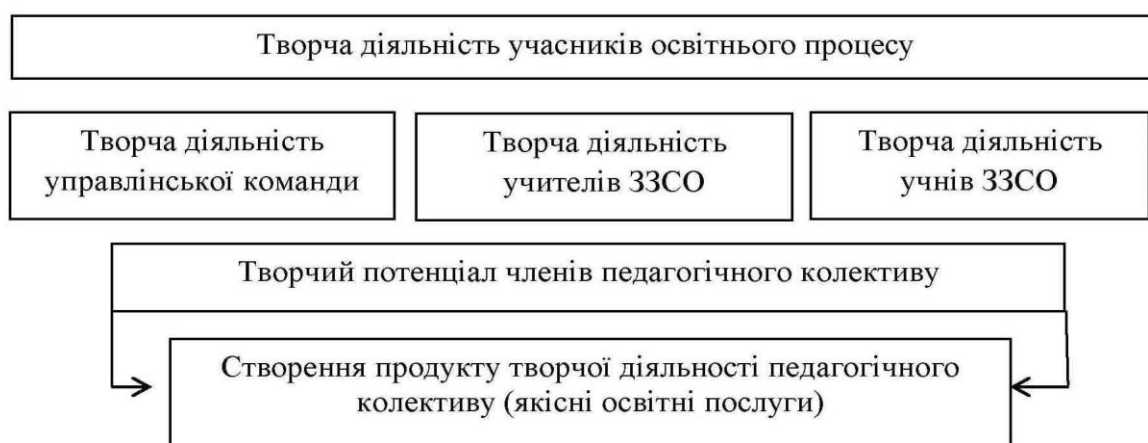 Творча діяльність учасників освітнього процесу
Творча діяльність
управлінської команди
Творча діяльність
учителів ЗЗСО
Творча діяльність
учнів ЗЗСО
Творчий потенціал членів педагогічного колективу
Створення продукту творчої діяльності педагогічного
колективу (якісні освітні послуги)